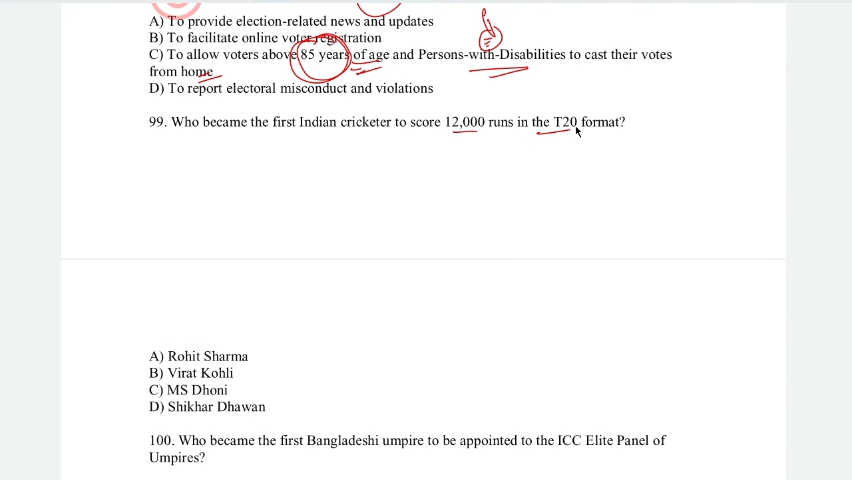 A) To provide election-related news and updates
B) To facilitate online voter registration
C) To allow voters above 85 years of age and Persons-with-Disabilities to cast their votes
from home
D) To report electoral misconduct and violations
99. Who became the first Indian cricketer to score 12,000 runs in the T20 format?
A) Rohit Sharma
B) Virat Kohli
C) MS Dhoni
D) Shikhar Dhawan
100. Who became the first Bangladeshi umpire to be appointed to the ICC Elite Panel of
Umpires?